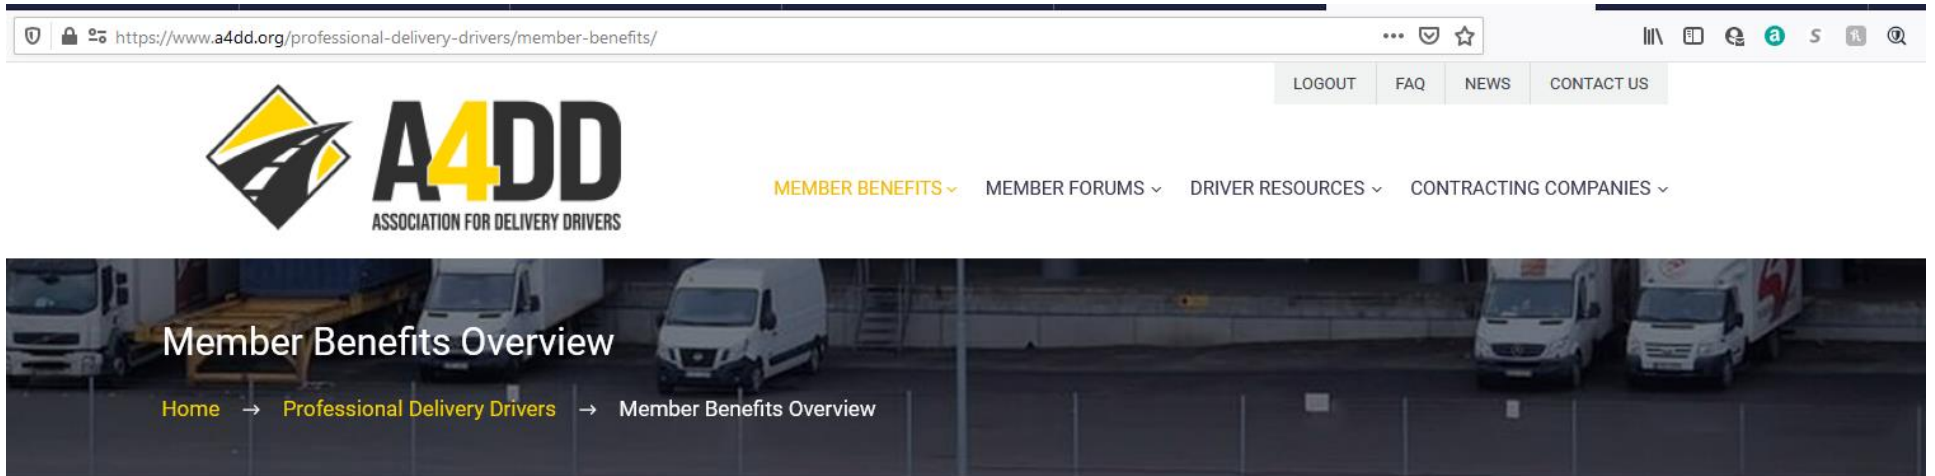 https://www.a4dd.org/professional-delivery-drivers/member-benefits/
LOGOUT FAQ NEWS CONTACT US
A4DD
ASSOCIATION FOR DELIVERY DRIVERS
MEMBER BENEFITS MEMBER FORUMS DRIVER RESOURCES CONTRACTING COMPANIES
Member Benefits Overview
Home → Professional Delivery Drivers → Member Benefits Overview